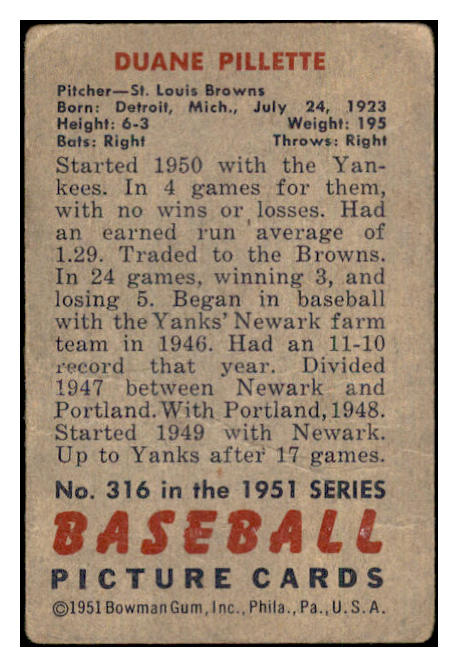 DUANE PILLETTE
Pitcher—St. Louis Browns
Born: Detroit, Mich., July 24, 1923
Height: 6-3 Weight: 195
Bats: Right Throws: Right
Started 1950 with the Yan-
kees. In 4 games for them,
with no wins or losses. Had
an earned run average of
1.29. Traded to the Browns.
In 24 games, winning 3, and
losing 5. Began in baseball
with the Yanks' Newark farm
team in 1946. Had an 11-10
record that year. Divided
1947 between Newark and
Portland. With Portland, 1948.
Started 1949 with Newark.
Up to Yanks after 17 games.
No. 316 in the 1951 SERIES
BASEBALL
PICTURE CARDS
©1951 Bowman Gum, Inc., Phila., Pa., U.S.A.